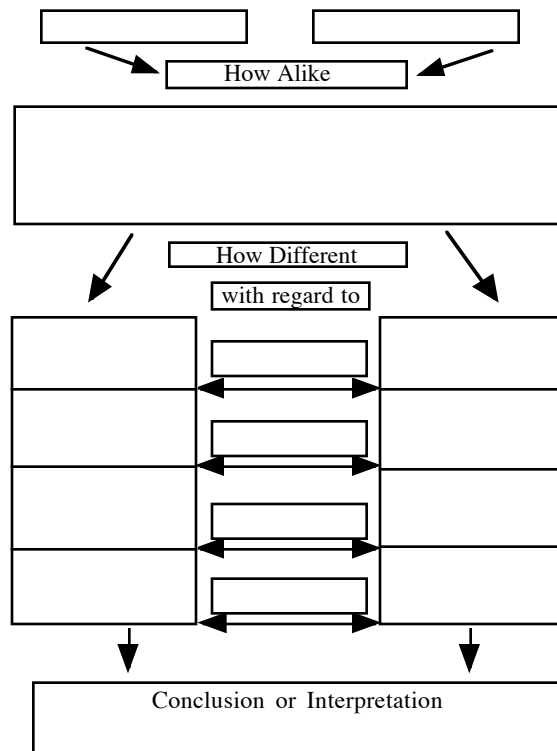 How Alike
How Different
with regard to
Conclusion or Interpretation